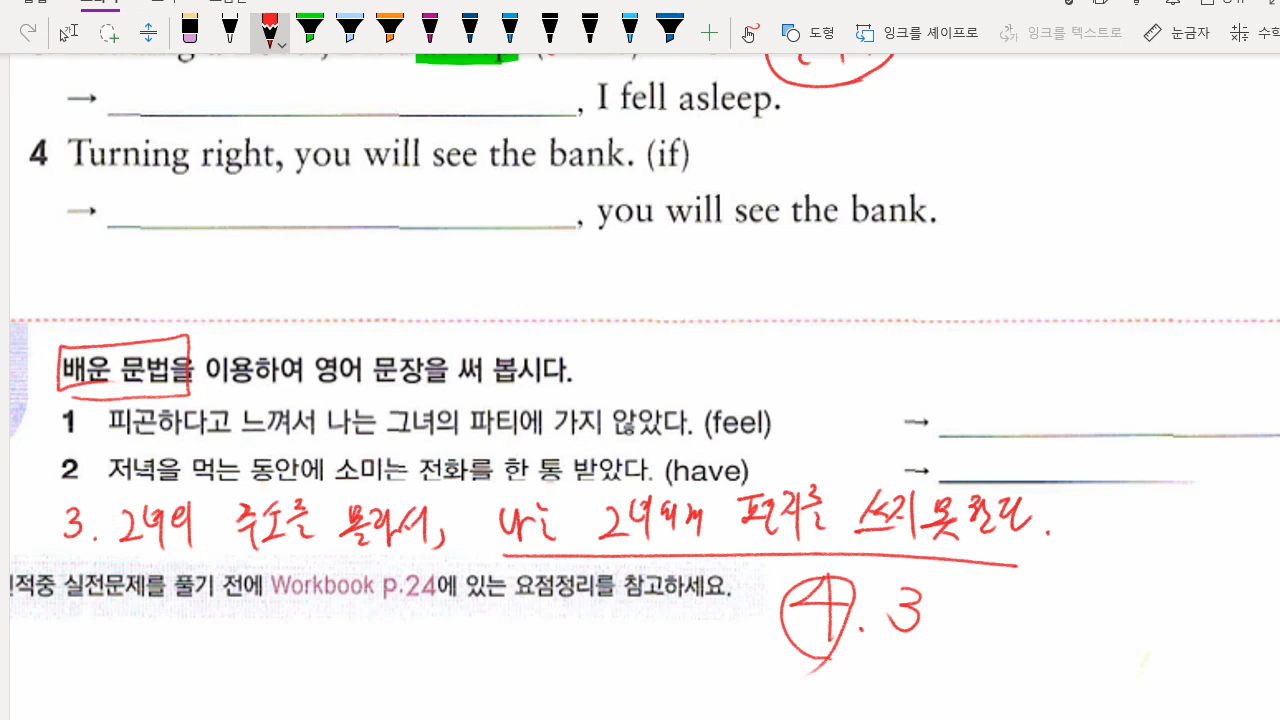 도형 잉크를 셰이프로 잉크를 텍스트로 눈금자
→ , I fell asleep.
4 Turning right, you will see the bank. (if)
→ , you will see the bank.
배운 문법을 이용하여 영어 문장을 써 봅시다.
1 피곤하다고 느껴서 나는 그녀의 파티에 가지 않았다. (feel) →
2 저녁을 먹는 동안에 소미는 전화를 한 통 받았다. (have) →
3. 그녀의 주소를 몰라서, 나는 그녀에게 편지를 쓰지못한다.
적중 실전문제를 풀기 전에 Workbook p.24에 있는 요점정리를 참고하세요.
4. 3